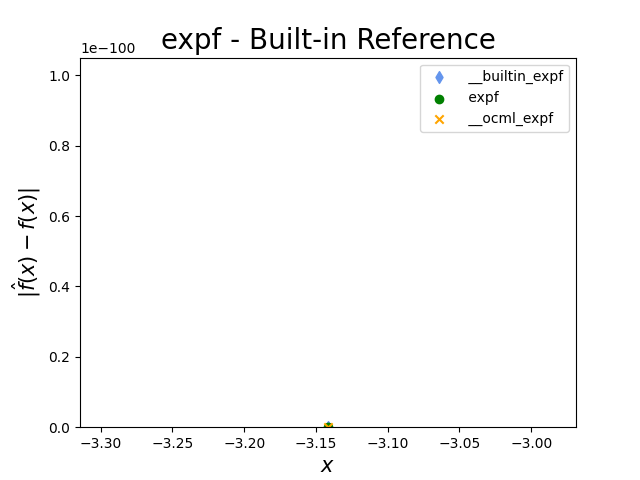 expf - Built-in Reference
1e−100
1.0
0.8
0.6
0.4
0.2
0.0
|f̂(x) − f(x)|
__builtin_expf
expf
__ocml_expf
−3.30 −3.25 −3.20 −3.15 −3.10 −3.05 −3.00
x